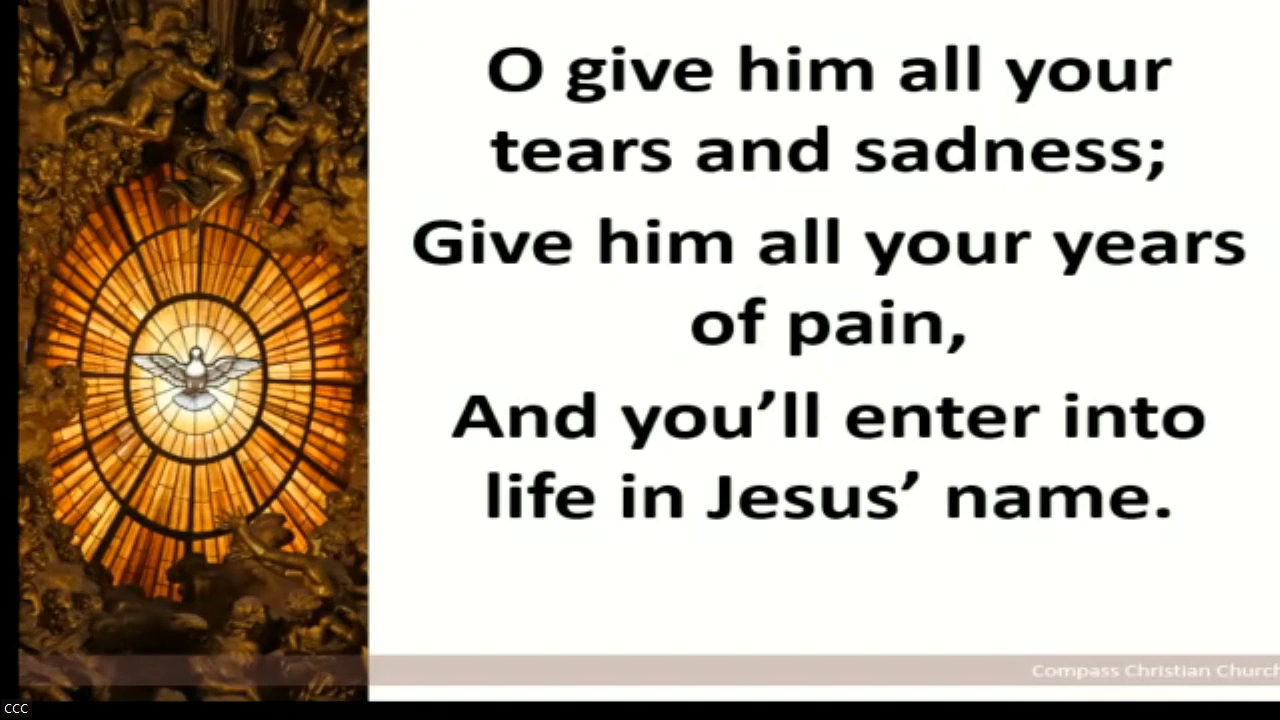 O give him all your
tears and sadness;
Give him all your years
of pain,
And you’ll enter into
life in Jesus’ name.
Compass Christian Church
CCC